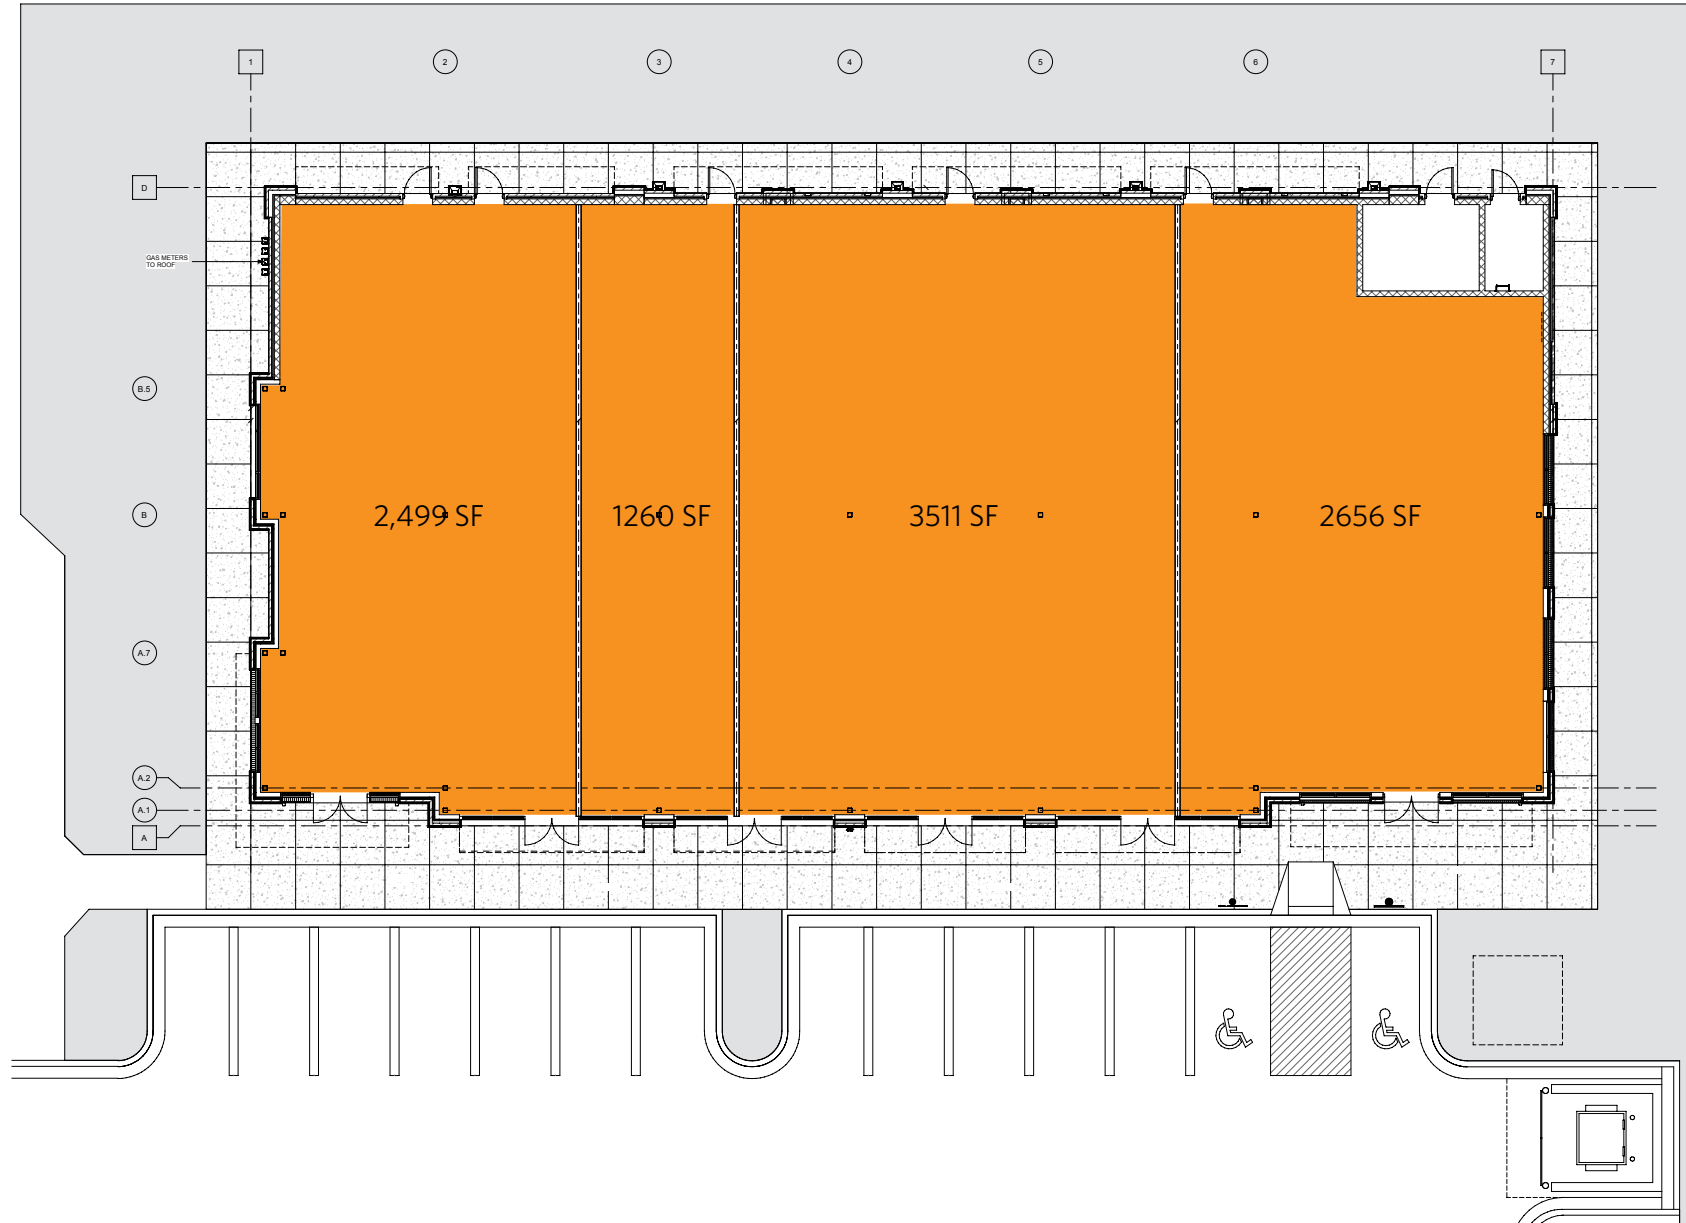 1 2 3 4 5 6 7
D
GAS METERS
TO ROOF
B.5
B
2,499 SF 1260 SF 3511 SF 2656 SF
A.7
A.2
A.1
A